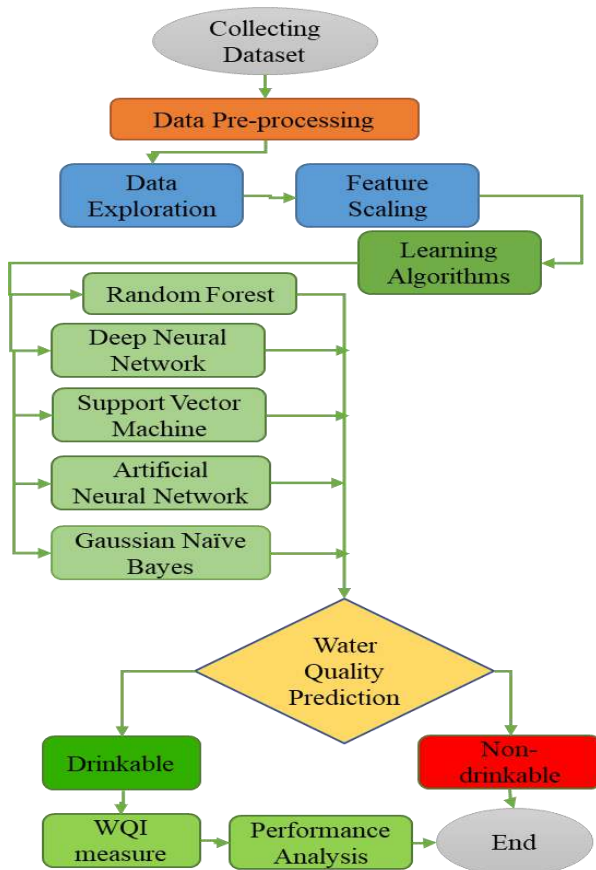 Collecting
Dataset
Data Pre-processing
Data
Exploration
Feature
Scaling
Learning
Algorithms
Random Forest
Deep Neural
Network
Support Vector
Machine
Artificial
Neural Network
Gaussian Naïve
Bayes
Water
Quality
Prediction
Drinkable
Non-
drinkable
WQI
measure
Performance
Analysis
End